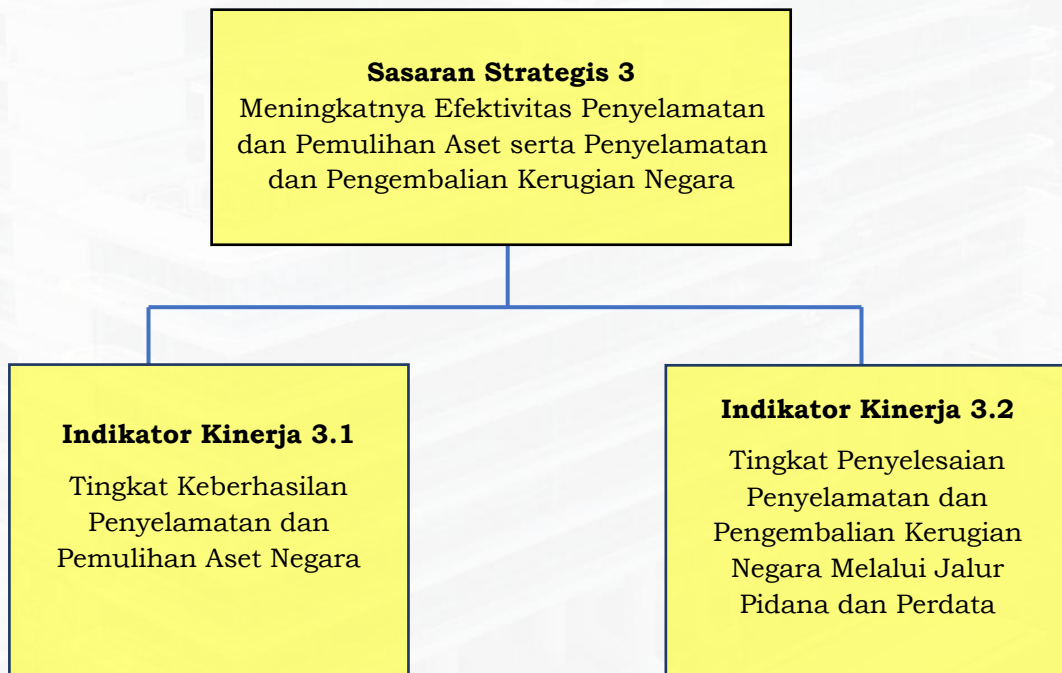 Sasaran Strategis 3
Meningkatnya Efektivitas Penyelamatan
dan Pemulihan Aset serta Penyelamatan
dan Pengembalian Kerugian Negara
Indikator Kinerja 3.1
Tingkat Keberhasilan
Penyelamatan dan
Pemulihan Aset Negara
Indikator Kinerja 3.2
Tingkat Penyelesaian
Penyelamatan dan
Pengembalian Kerugian
Negara Melalui Jalur
Pidana dan Perdata